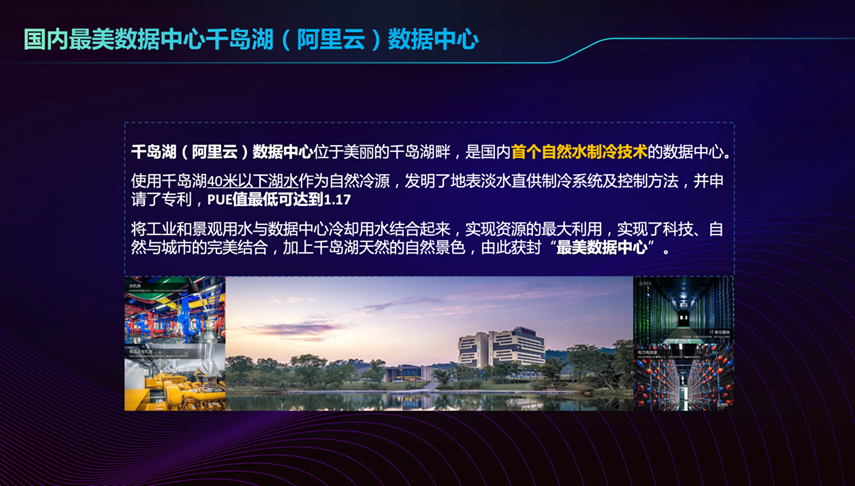 国内最美数据中心千岛湖（阿里云）数据中心
千岛湖（阿里云）数据中心位于美丽的千岛湖畔，是国内首个自然水制冷技术的数据中心。
使用千岛湖40米以下湖水作为自然冷源，发明了地表淡水直供制冷系统及控制方法，并申
请了专利，PUE值最低可达到1.17
将工业和景观用水与数据中心冷却用水结合起来，实现资源的最大利用，实现了科技、自
然与城市的完美结合，加上千岛湖天然的自然景色，由此获封“最美数据中心”。
冷机房